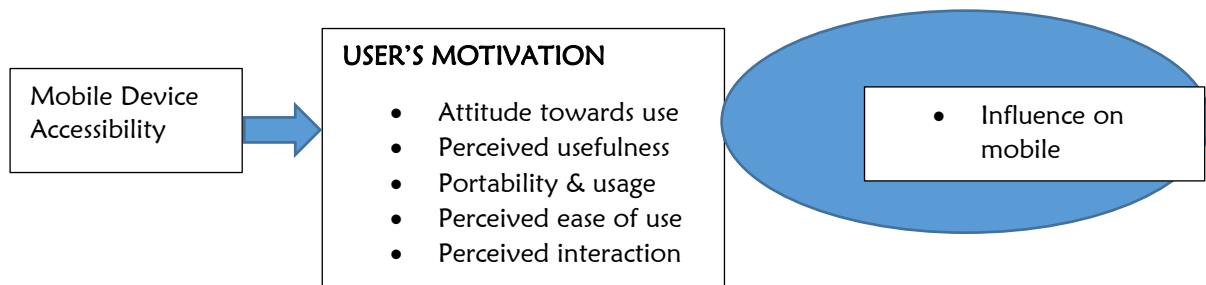 Mobile Device
Accessibility
USER'S MOTIVATION
• Attitude towards use
• Perceived usefulness
• Portability & usage
• Perceived ease of use
• Perceived interaction
• Influence on
mobile